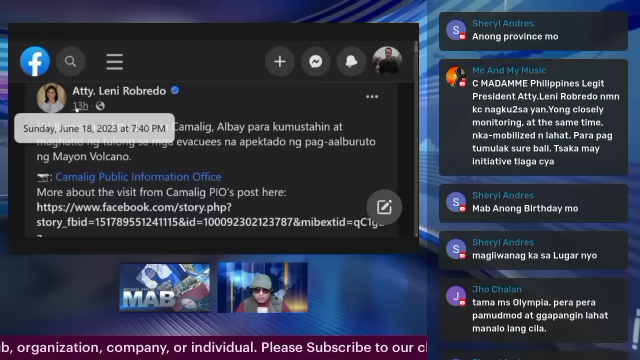 Atty. Leni Robredo
13h
Sunday, June 18, 2023 at 7:40 PM
Camalig, Albay para kumustahin at
maghatid ng tulong sa mga evacuees na apektado ng pag-aalburuto
ng Mayon Volcano.
: Camalig Public Information Office
More about the visit from Camalig PIO's post here:
https://www.facebook.com/story.php?
story_fbid=151789551241115&id=100092302123787&mibextid=qC1gE
MAB
b, organization, company, or individual. Please Subscribe to our cl
Sheryl Andres
Anong province mo
Me And My Music
C MADAMME Philippines Legit
President Atty.Leni Robredo nmn
kc nagku2sa yan.Yong closely
monitoring, at the same time,
nka-mobilized n lahat. Para pag
tumulak sure ball, Tsaka may
initiative tlaga cya
Sheryl Andres
Mab Anong Birthday mo
Sheryl Andres
magliwanag ka sa Lugar nyo
Jho Chalan
tama ms Olympia, pera pera
pamudmod at ggapangin lahat
manalo lang cila.